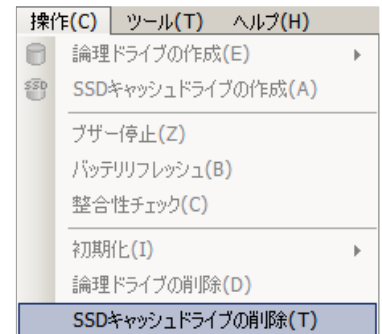 操作(C) ツール(T) ヘルプ(H)
論理ドライブの作成(E)
SSD SSDキャッシュドライブの作成(A)
ブザー停止(Z)
バッテリリフレッシュ(B)
整合性チェック(C)
初期化(I)
論理ドライブの削除(D)
SSDキャッシュドライブの削除(T)